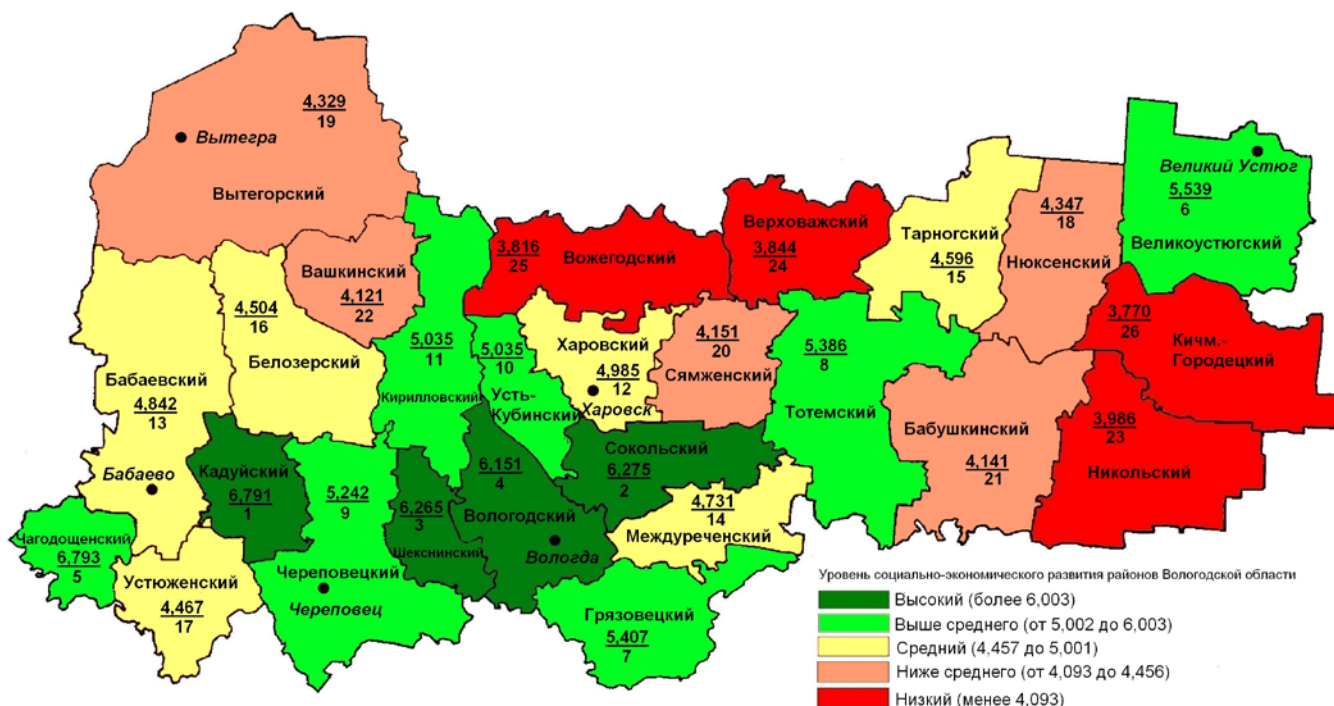 4,329
19
Вытегра
Вытегорский
Великий Устюг
5,539
6
Великоустюгский
Верховажский
3,844
24
4,347
18
Нюксенский
Тарногский
4,596
15
3,816
25
Вожегодский
Вашкинский
4,121
22
4,504
16
Белозерский
3,770
26
Кичм.-
Городецкий
5,035
11
Кирилловский
5,035
10
Усть-
Кубинский
Харовский
4,985
12
Харовск
4,151
20
Сямженский
5,386
8
Тотемский
Бабаевский
4,842
13
Бабаево
Бабушкинский
4,141
21
3,986
23
Никольский
Кадуйский
6,791
1
5,242
9
Череповецкий
Череповец
6,265
3
Шекснинский
6,151
4
Вологодский
Вологда
Сокольский
6,275
2
4,731
14
Междуреченский
Чагодощенский
6,793
5
Устюженский
4,467
17
Грязовецкий
5,407
7
Уровень социально-экономического развития районов Вологодской области
Высокий (более 6,003)
Выше среднего (от 5,002 до 6,003)
Средний (4,457 до 5,001)
Ниже среднего (от 4,093 до 4,456)
Низкий (менее 4,093)